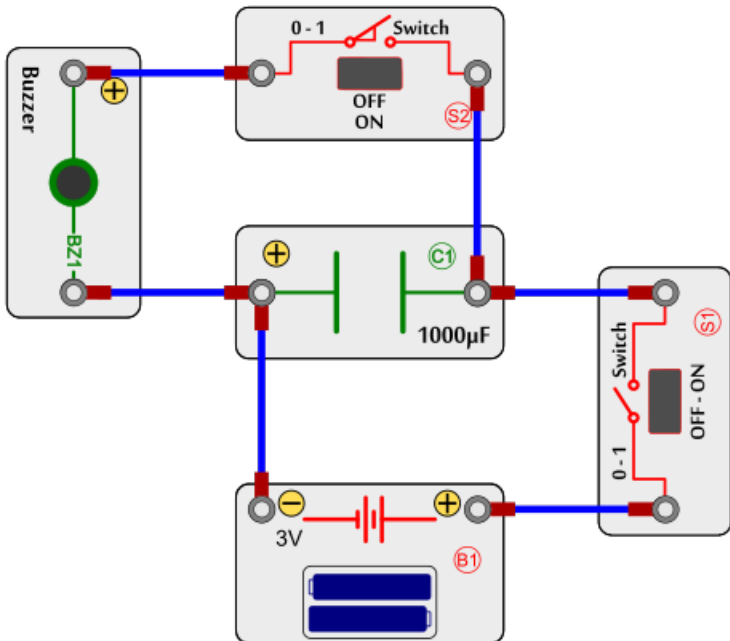 0 - 1 Switch
OFF
ON
S2
Buzzer
+
BZ1
+
C1
1000µF
S1
Switch
OFF - ON
0 - 1
− +
3V
B1